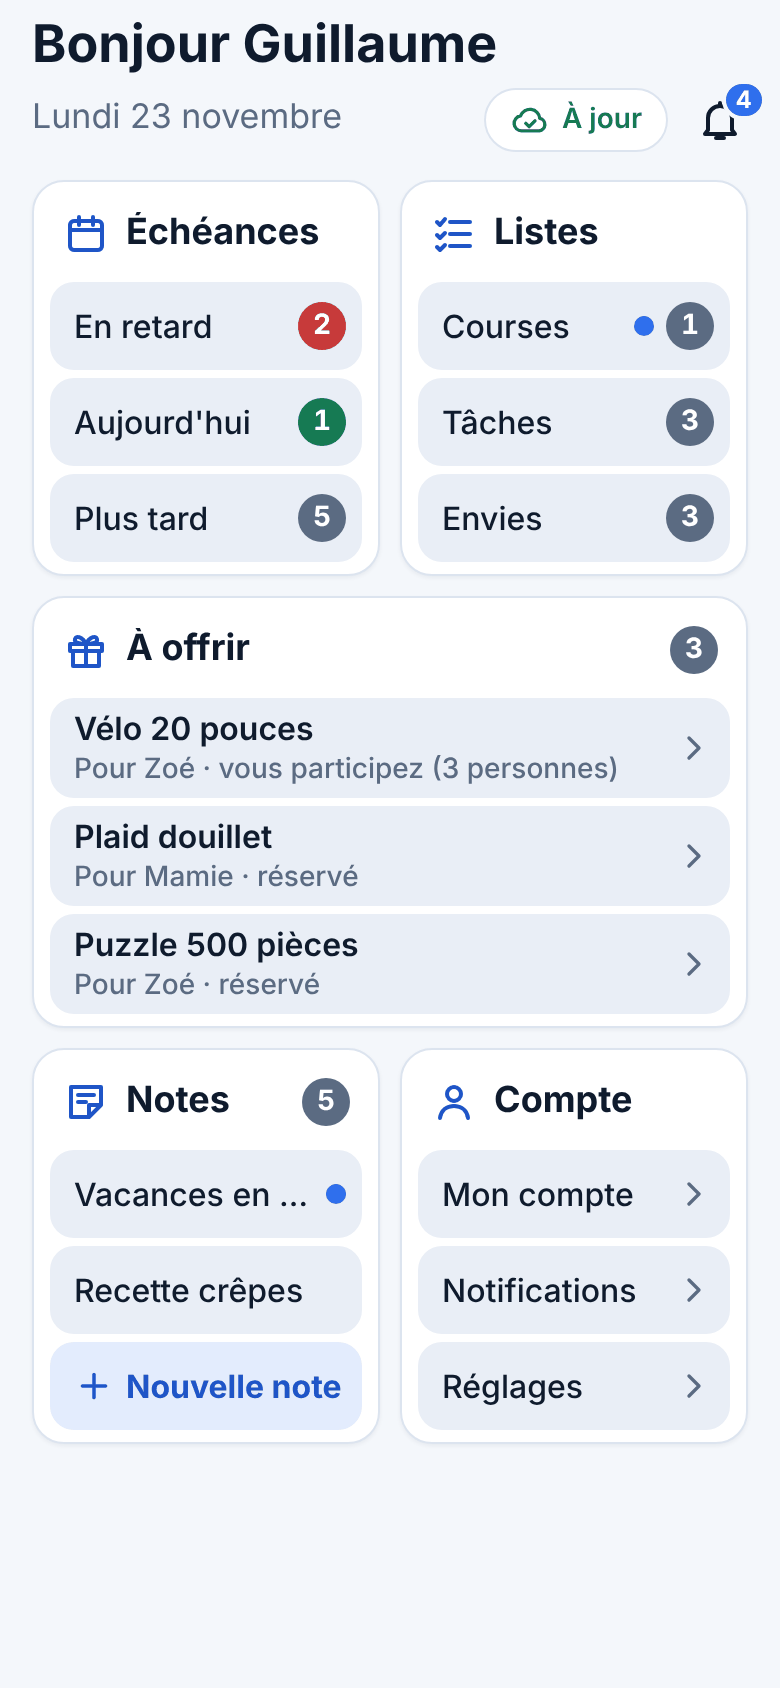 Bonjour Guillaume
Lundi 23 novembre
À jour
4
Échéances
En retard 2
Aujourd'hui 1
Plus tard 5
Listes
Courses 1
Tâches 3
Envies 3
À offrir 3
Vélo 20 pouces
Pour Zoé · vous participez (3 personnes)
Plaid douillet
Pour Mamie · réservé
Puzzle 500 pièces
Pour Zoé · réservé
Notes 5
Vacances en ...
Recette crêpes
Nouvelle note
Compte
Mon compte
Notifications
Réglages